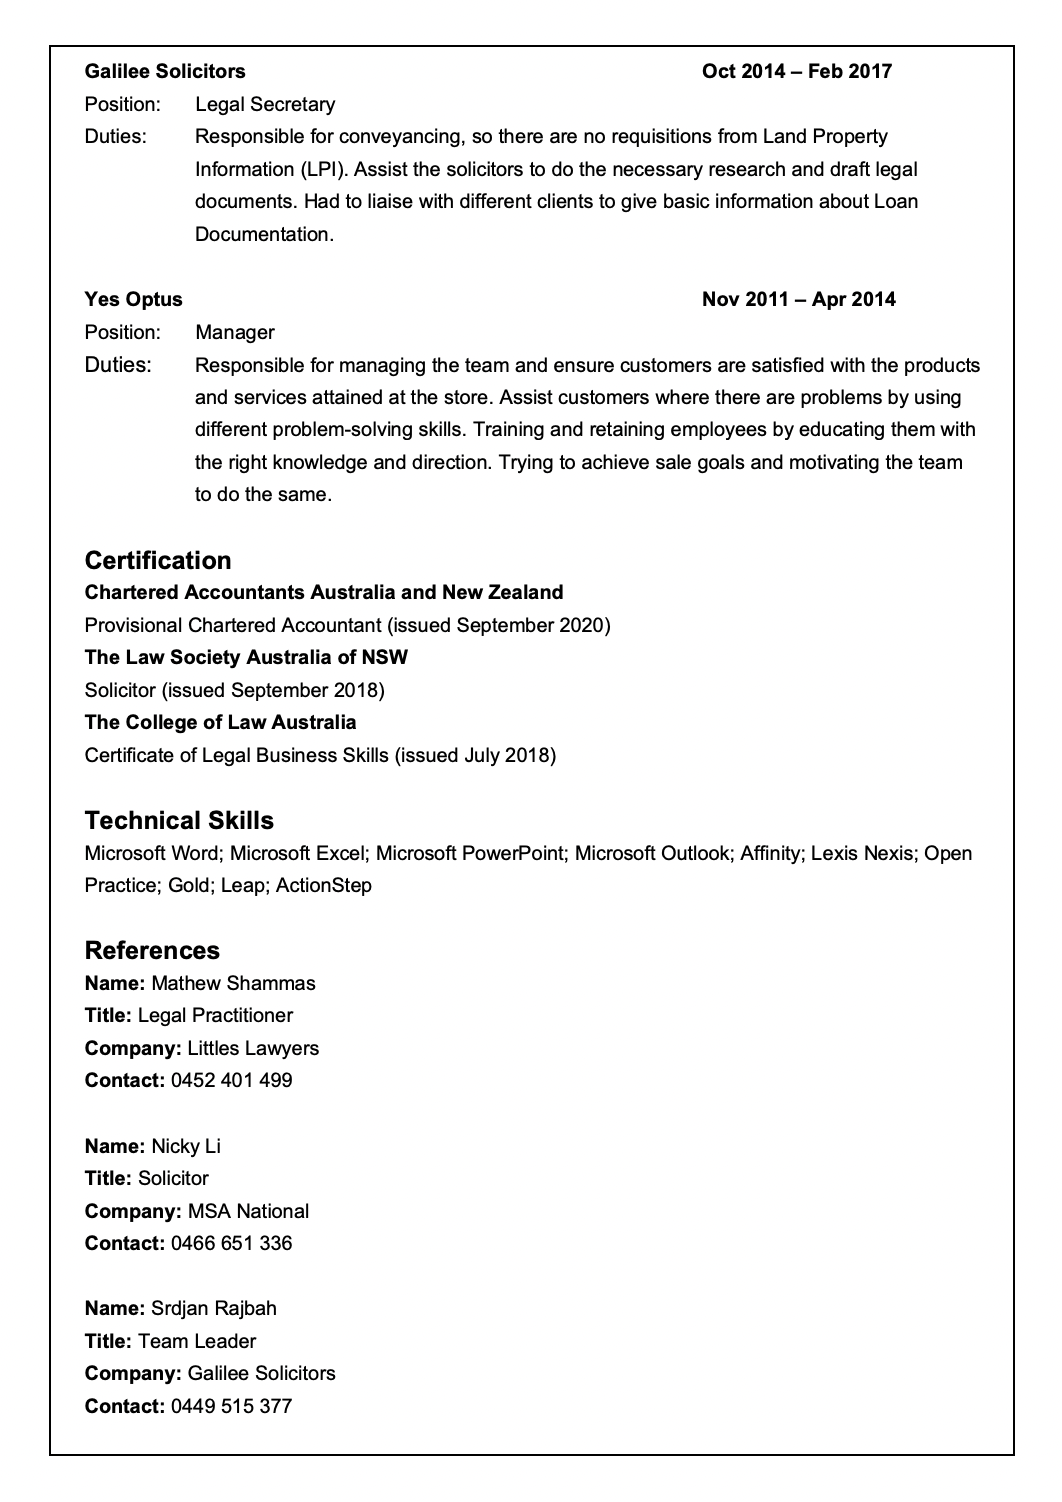 Galilee Solicitors Oct 2014 – Feb 2017
Position: Legal Secretary
Duties: Responsible for conveyancing, so there are no requisitions from Land Property
Information (LPI). Assist the solicitors to do the necessary research and draft legal
documents. Had to liaise with different clients to give basic information about Loan
Documentation.
Yes Optus Nov 2011 – Apr 2014
Position: Manager
Duties: Responsible for managing the team and ensure customers are satisfied with the products
and services attained at the store. Assist customers where there are problems by using
different problem-solving skills. Training and retaining employees by educating them with
the right knowledge and direction. Trying to achieve sale goals and motivating the team
to do the same.
Certification
Chartered Accountants Australia and New Zealand
Provisional Chartered Accountant (issued September 2020)
The Law Society Australia of NSW
Solicitor (issued September 2018)
The College of Law Australia
Certificate of Legal Business Skills (issued July 2018)
Technical Skills
Microsoft Word; Microsoft Excel; Microsoft PowerPoint; Microsoft Outlook; Affinity; Lexis Nexis; Open
Practice; Gold; Leap; ActionStep
References
Name: Mathew Shammas
Title: Legal Practitioner
Company: Littles Lawyers
Contact: 0452 401 499
Name: Nicky Li
Title: Solicitor
Company: MSA National
Contact: 0466 651 336
Name: Srdjan Rajbah
Title: Team Leader
Company: Galilee Solicitors
Contact: 0449 515 377